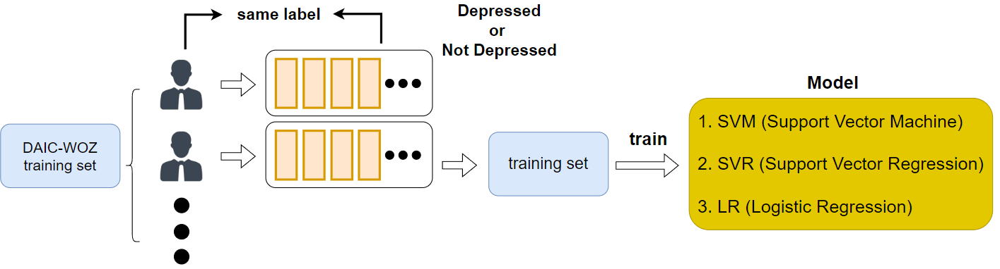 same label
Depressed
or
Not Depressed
DAIC-WOZ
training set
training set
train
Model
1. SVM (Support Vector Machine)
2. SVR (Support Vector Regression)
3. LR (Logistic Regression)